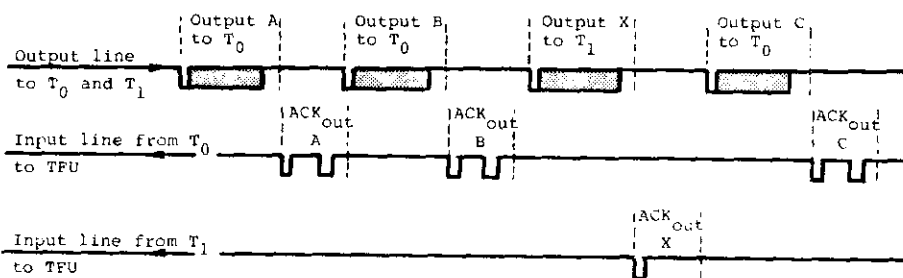 Output A
to T0
Output B
to T0
Output X
to T1
Output C
to T0
Output line
to T0 and T1
ACKout
A
ACKout
B
ACKout
C
Input line from T0
to TFU
ACKout
X
Input line from T1
to TFU